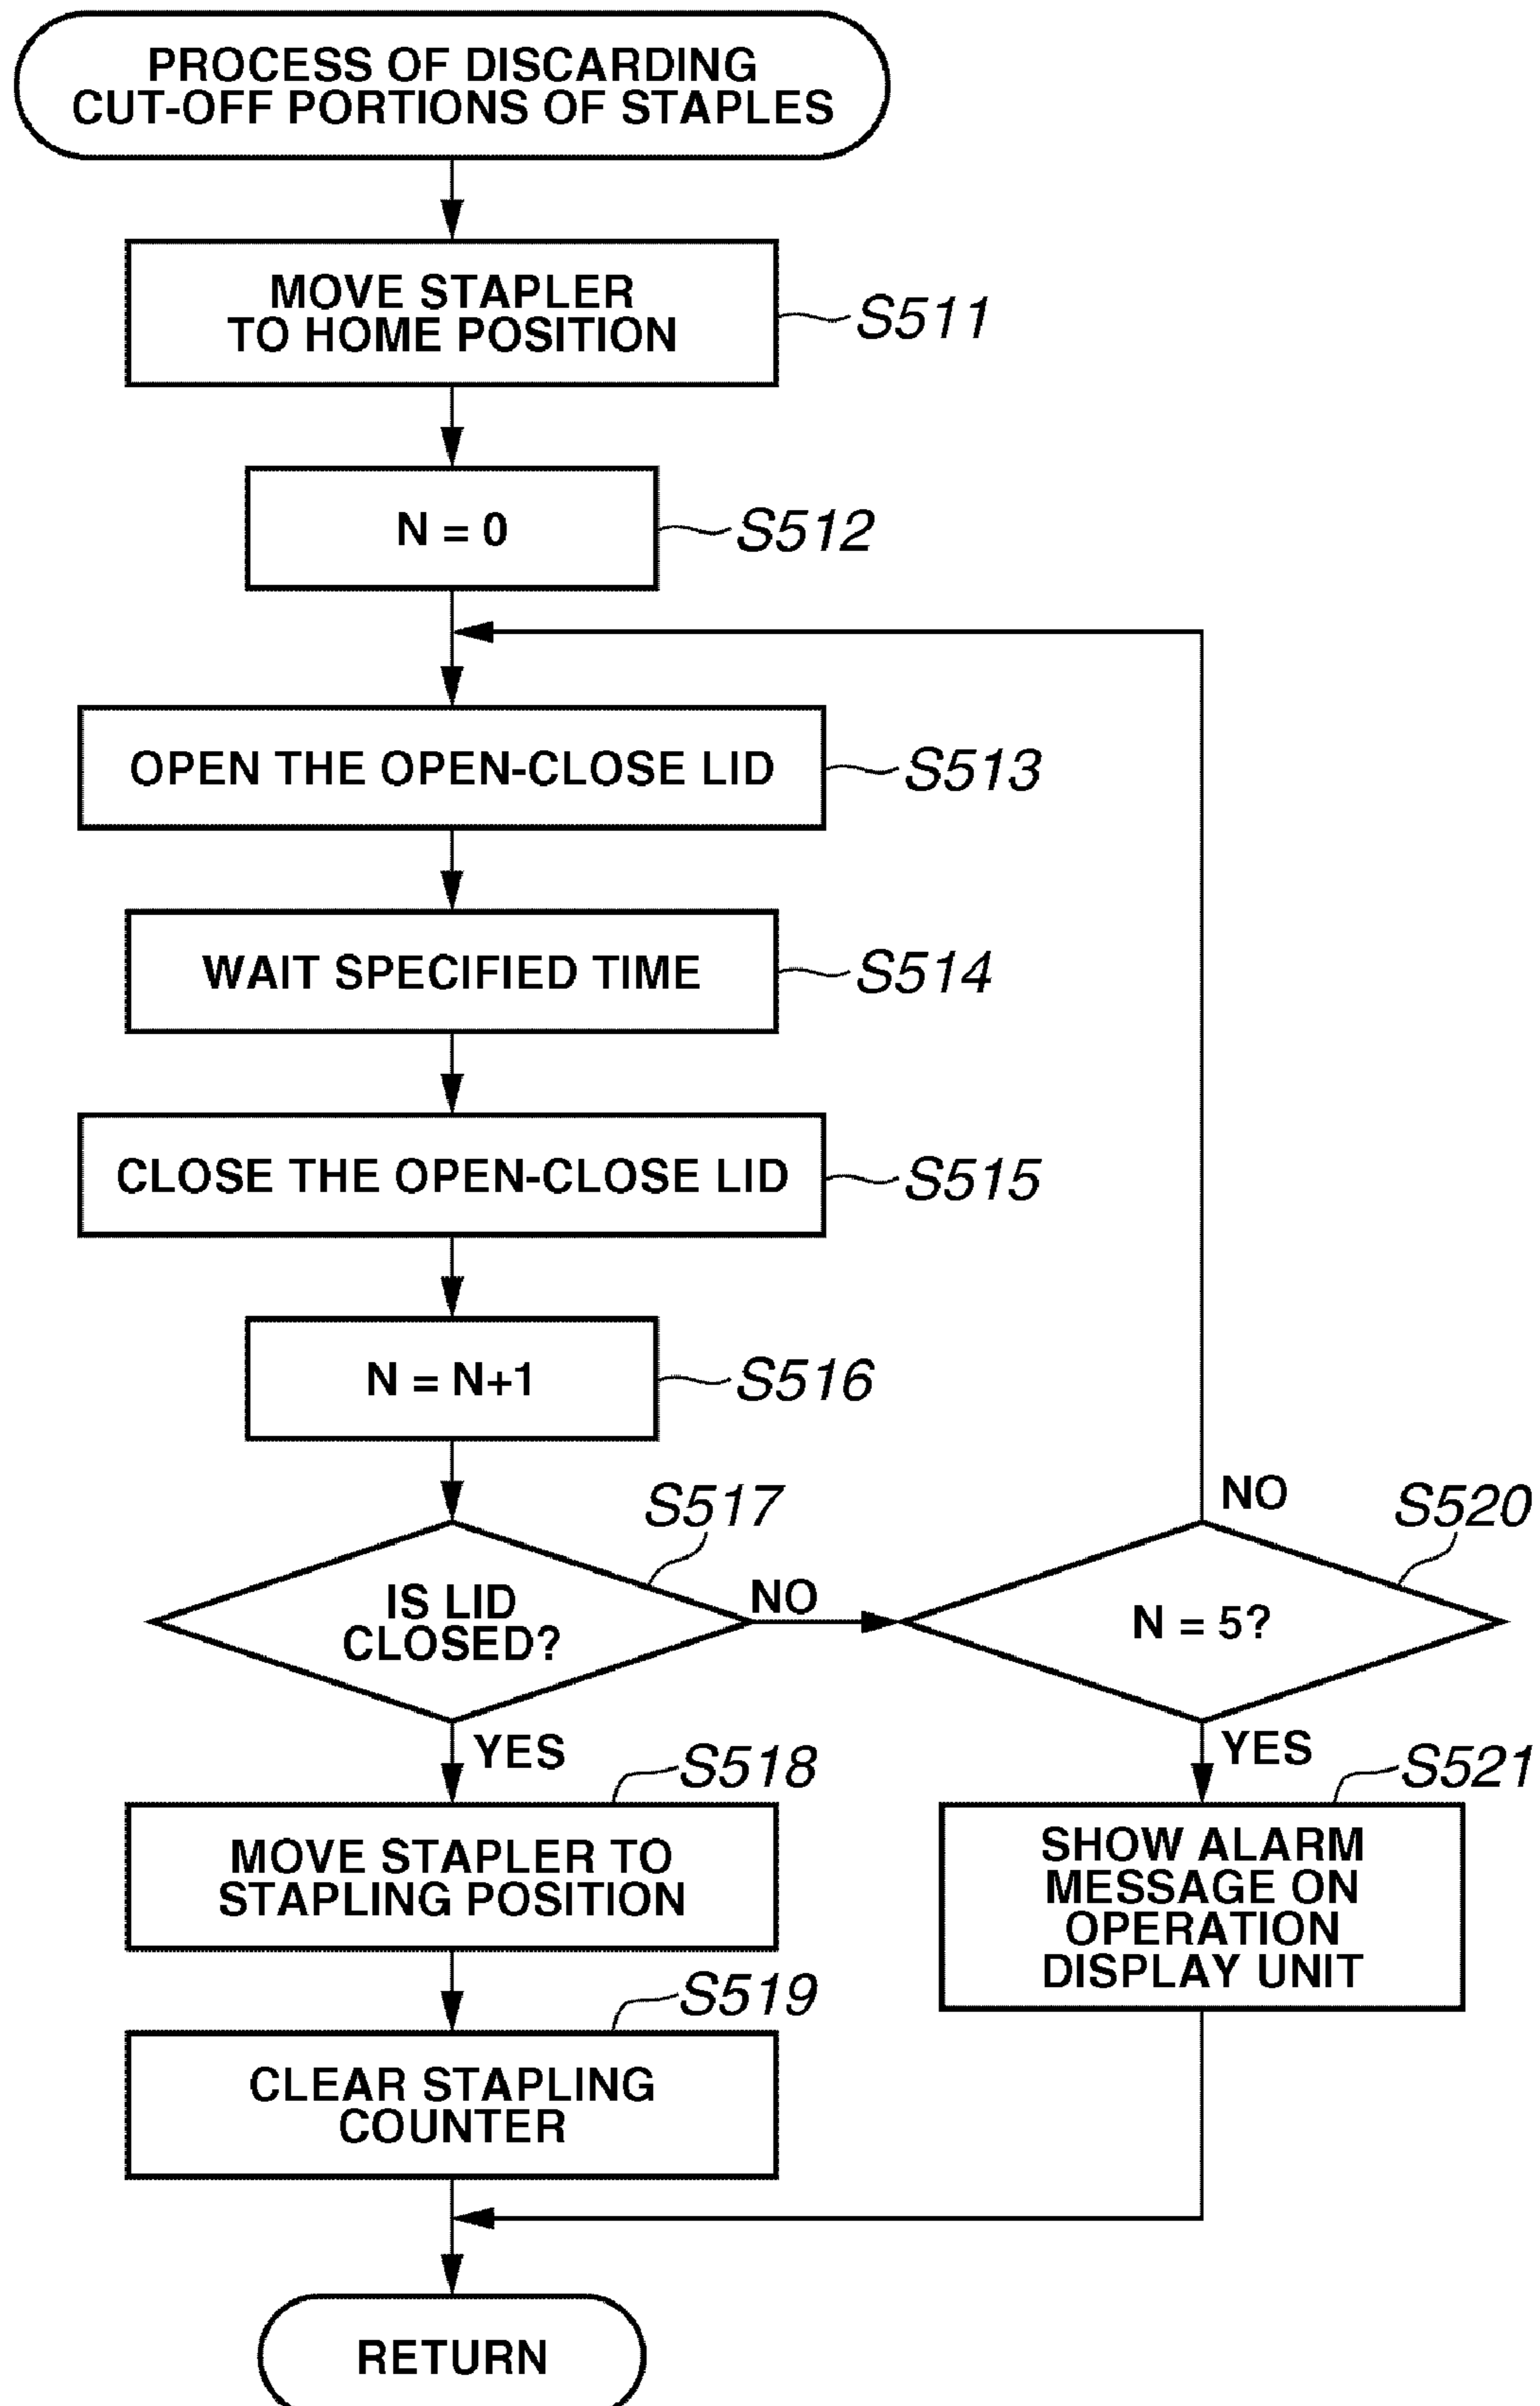 PROCESS OF DISCARDING
CUT-OFF PORTIONS OF STAPLES
MOVE STAPLER
TO HOME POSITION
S511
N = 0
S512
OPEN THE OPEN-CLOSE LID
S513
WAIT SPECIFIED TIME
S514
CLOSE THE OPEN-CLOSE LID
S515
N = N+1
S516
S517
IS LID
CLOSED?
NO
YES
S520
N = 5?
NO
YES
S518
MOVE STAPLER TO
STAPLING POSITION
S521
SHOW ALARM
MESSAGE ON
OPERATION
DISPLAY UNIT
S519
CLEAR STAPLING
COUNTER
RETURN